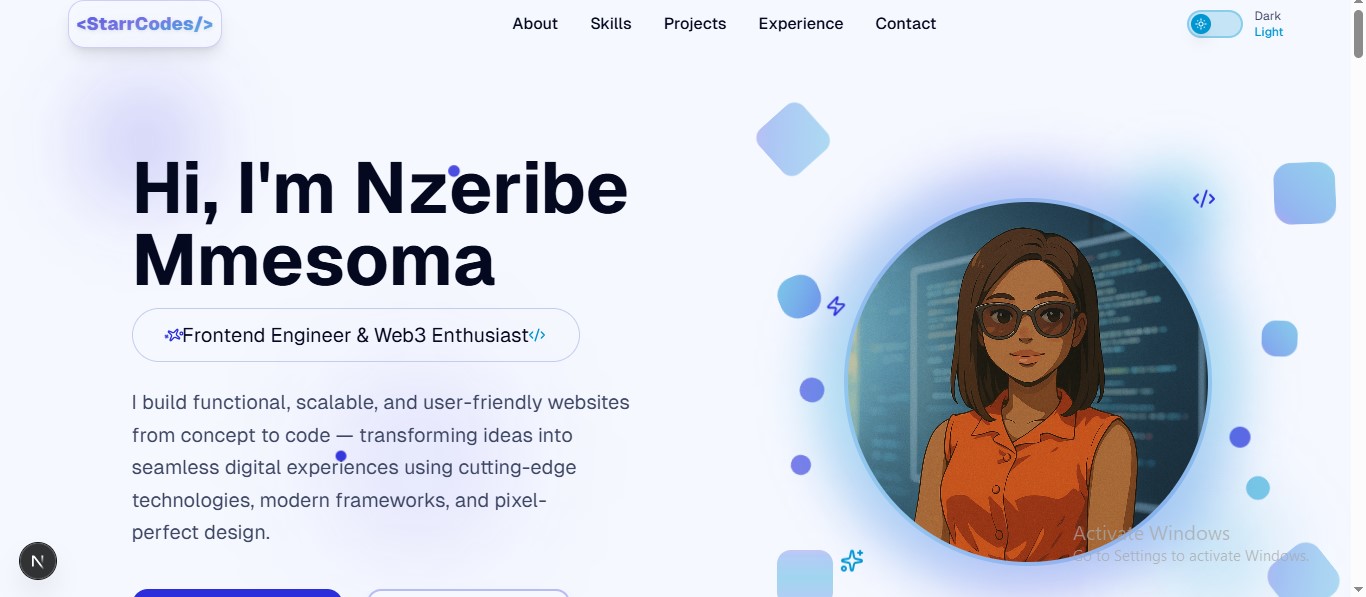 <StarrCodes/>
About
Skills
Projects
Experience
Contact
Dark
Light
Hi, I'm Nzeribe
Mmesoma
Frontend Engineer & Web3 Enthusiast
</>
</>
I build functional, scalable, and user-friendly websites
from concept to code — transforming ideas into
seamless digital experiences using cutting-edge
technologies, modern frameworks, and pixel-
perfect design.
Activate Windows
Go to Settings to activate Windows.
N